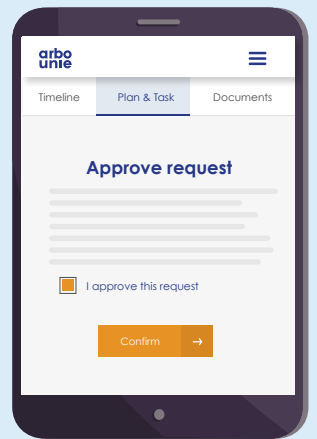 arbo
unie
Timeline
Plan & Task
Documents
Approve request
I approve this request
Confirm